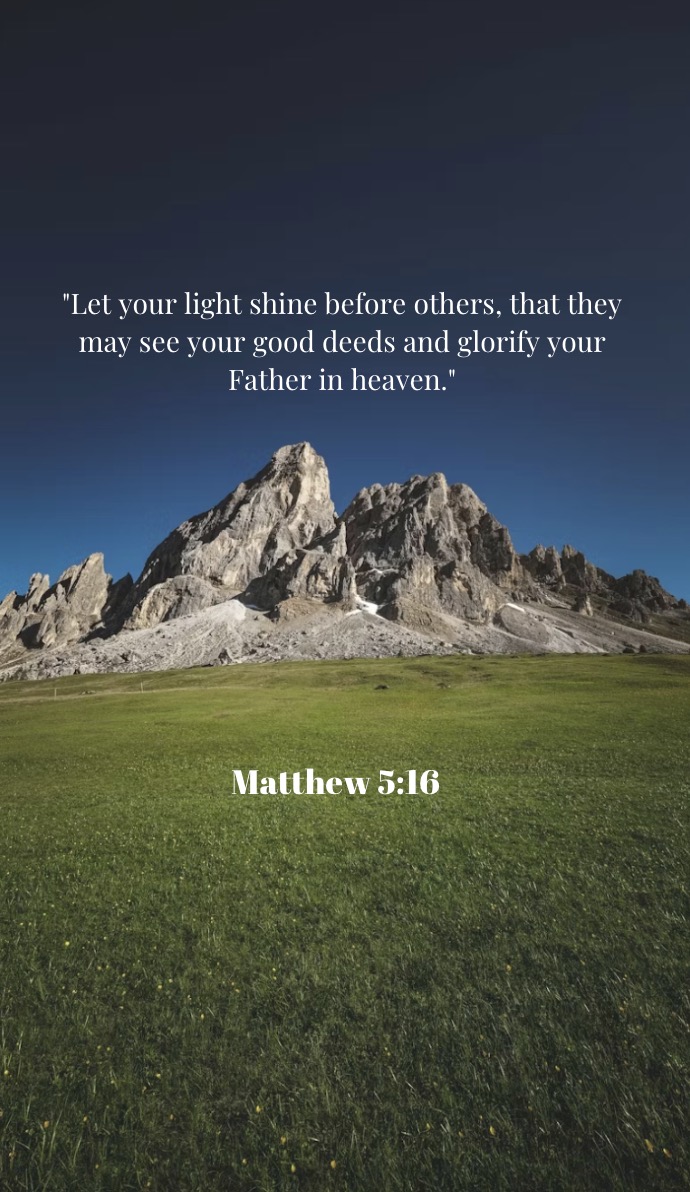 "Let your light shine before others, that they
may see your good deeds and glorify your
Father in heaven."
Matthew 5:16